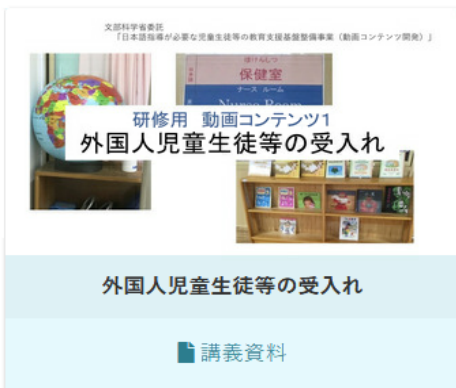 文部科学省委託
「日本語指導が必要な児童生徒等の教育支援基盤整備事業（動画コンテンツ開発）」
ほけんしつ
保健室
ナース ルーム
Nurse Room
研修用 動画コンテンツ1
外国人児童生徒等の受入れ
外国人児童生徒等の受入れ
講義資料